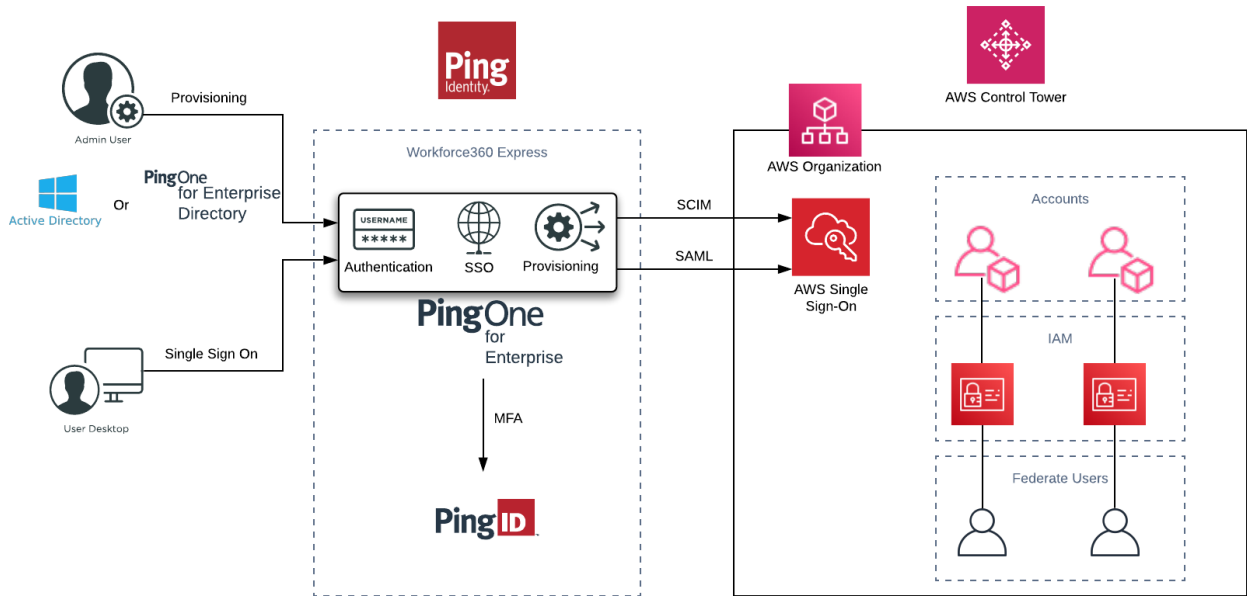 Provisioning
Admin User
Active Directory
Or
PingOne
for Enterprise
Directory
Single Sign On
User Desktop
Ping
Identity.
Workforce360 Express
USERNAME
*****
Authentication
SSO
Provisioning
PingOne
for
Enterprise
MFA
PingID
SCIM
SAML
AWS Control Tower
AWS Organization
AWS Single
Sign-On
Accounts
IAM
Federate Users